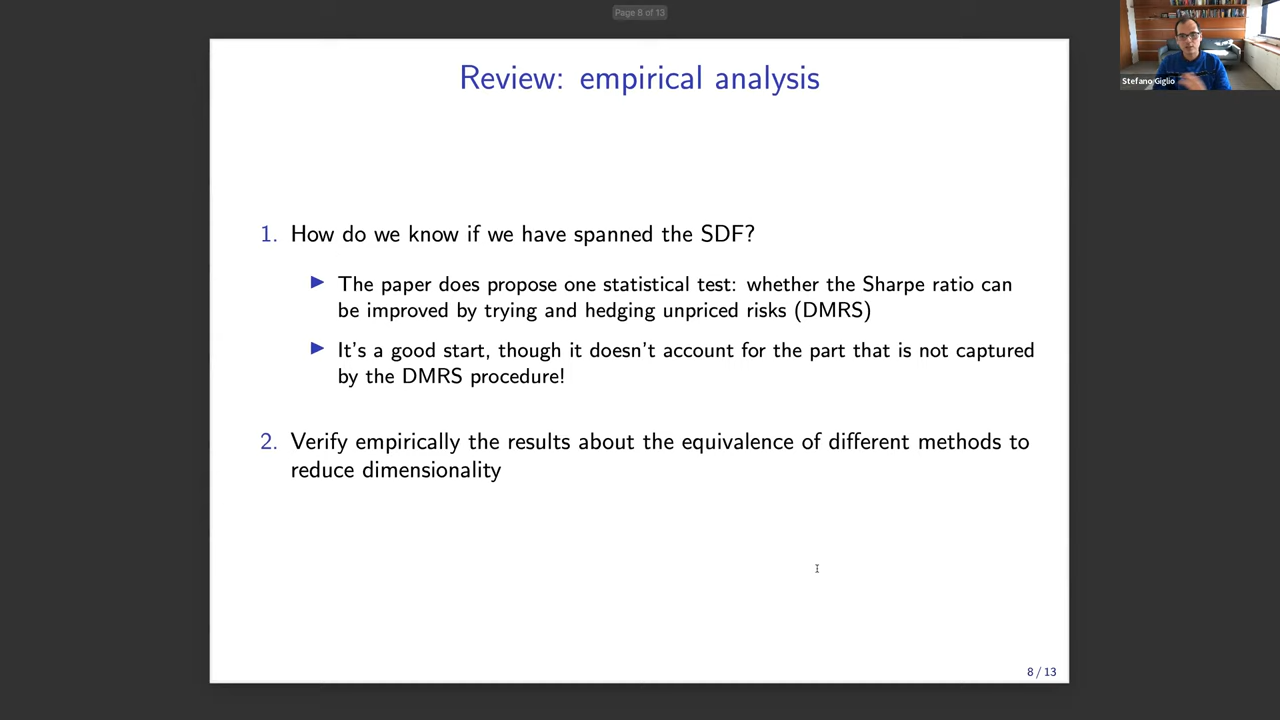 Page 8 of 13
Stefano Giglio
Review: empirical analysis
1. How do we know if we have spanned the SDF?
▶ The paper does propose one statistical test: whether the Sharpe ratio can
be improved by trying and hedging unpriced risks (DMRS)
▶ It's a good start, though it doesn't account for the part that is not captured
by the DMRS procedure!
2. Verify empirically the results about the equivalence of different methods to
reduce dimensionality
8 / 13